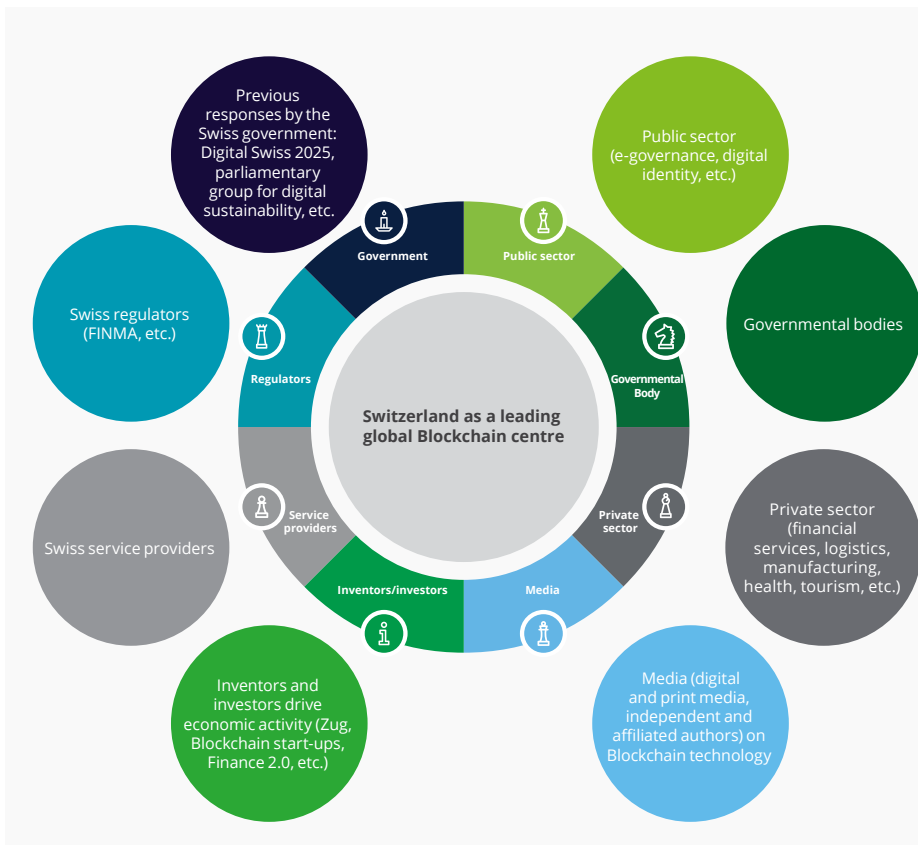 Previous
responses by the
Swiss government:
Digital Swiss 2025,
parliamentary
group for digital
sustainability, etc.
Public sector
(e-governance, digital
identity, etc.)
Government
Public sector
Swiss regulators
(FINMA, etc.)
Governmental bodies
Regulators
Governmental
Body
Switzerland as a leading
global Blockchain centre
Service
providers
Private
sector
Swiss service providers
Private sector
(financial
services, logistics,
manufacturing,
health, tourism, etc.)
Inventors/investors
Media
Inventors and
investors drive
economic activity (Zug,
Blockchain start-ups,
Finance 2.0, etc.)
Media (digital
and print media,
independent and
affiliated authors) on
Blockchain technology